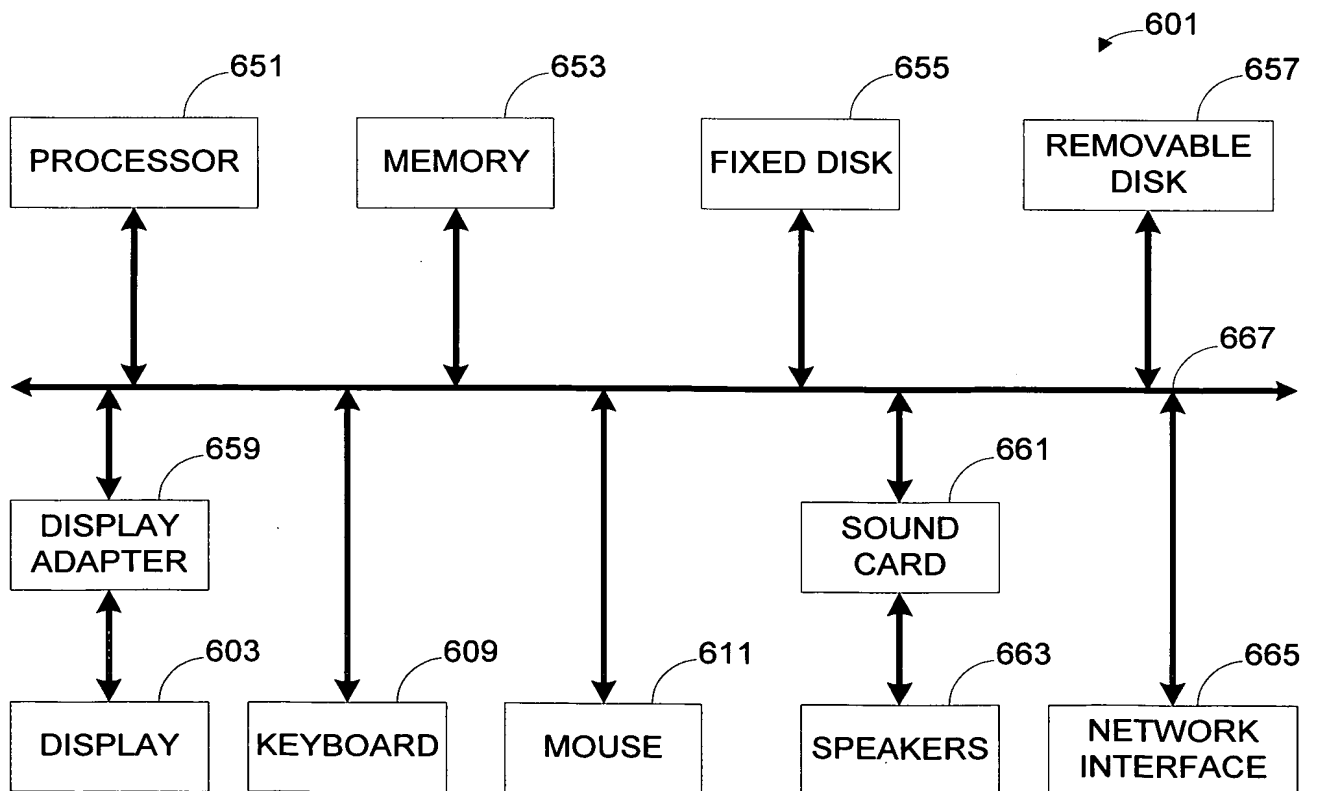 601
651
653
655
657
PROCESSOR
MEMORY
FIXED DISK
REMOVABLE
DISK
667
659
661
DISPLAY
ADAPTER
SOUND
CARD
603
609
611
663
665
DISPLAY
KEYBOARD
MOUSE
SPEAKERS
NETWORK
INTERFACE